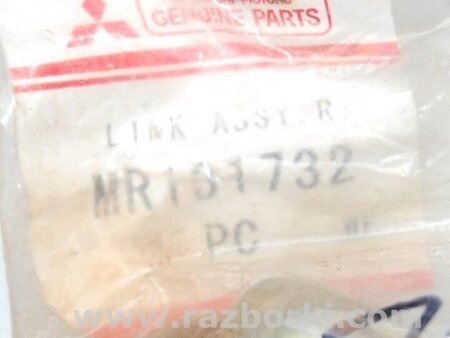 GENUINE PARTS
LINK ASSY,R
MR131732
PC
www.razborki.com